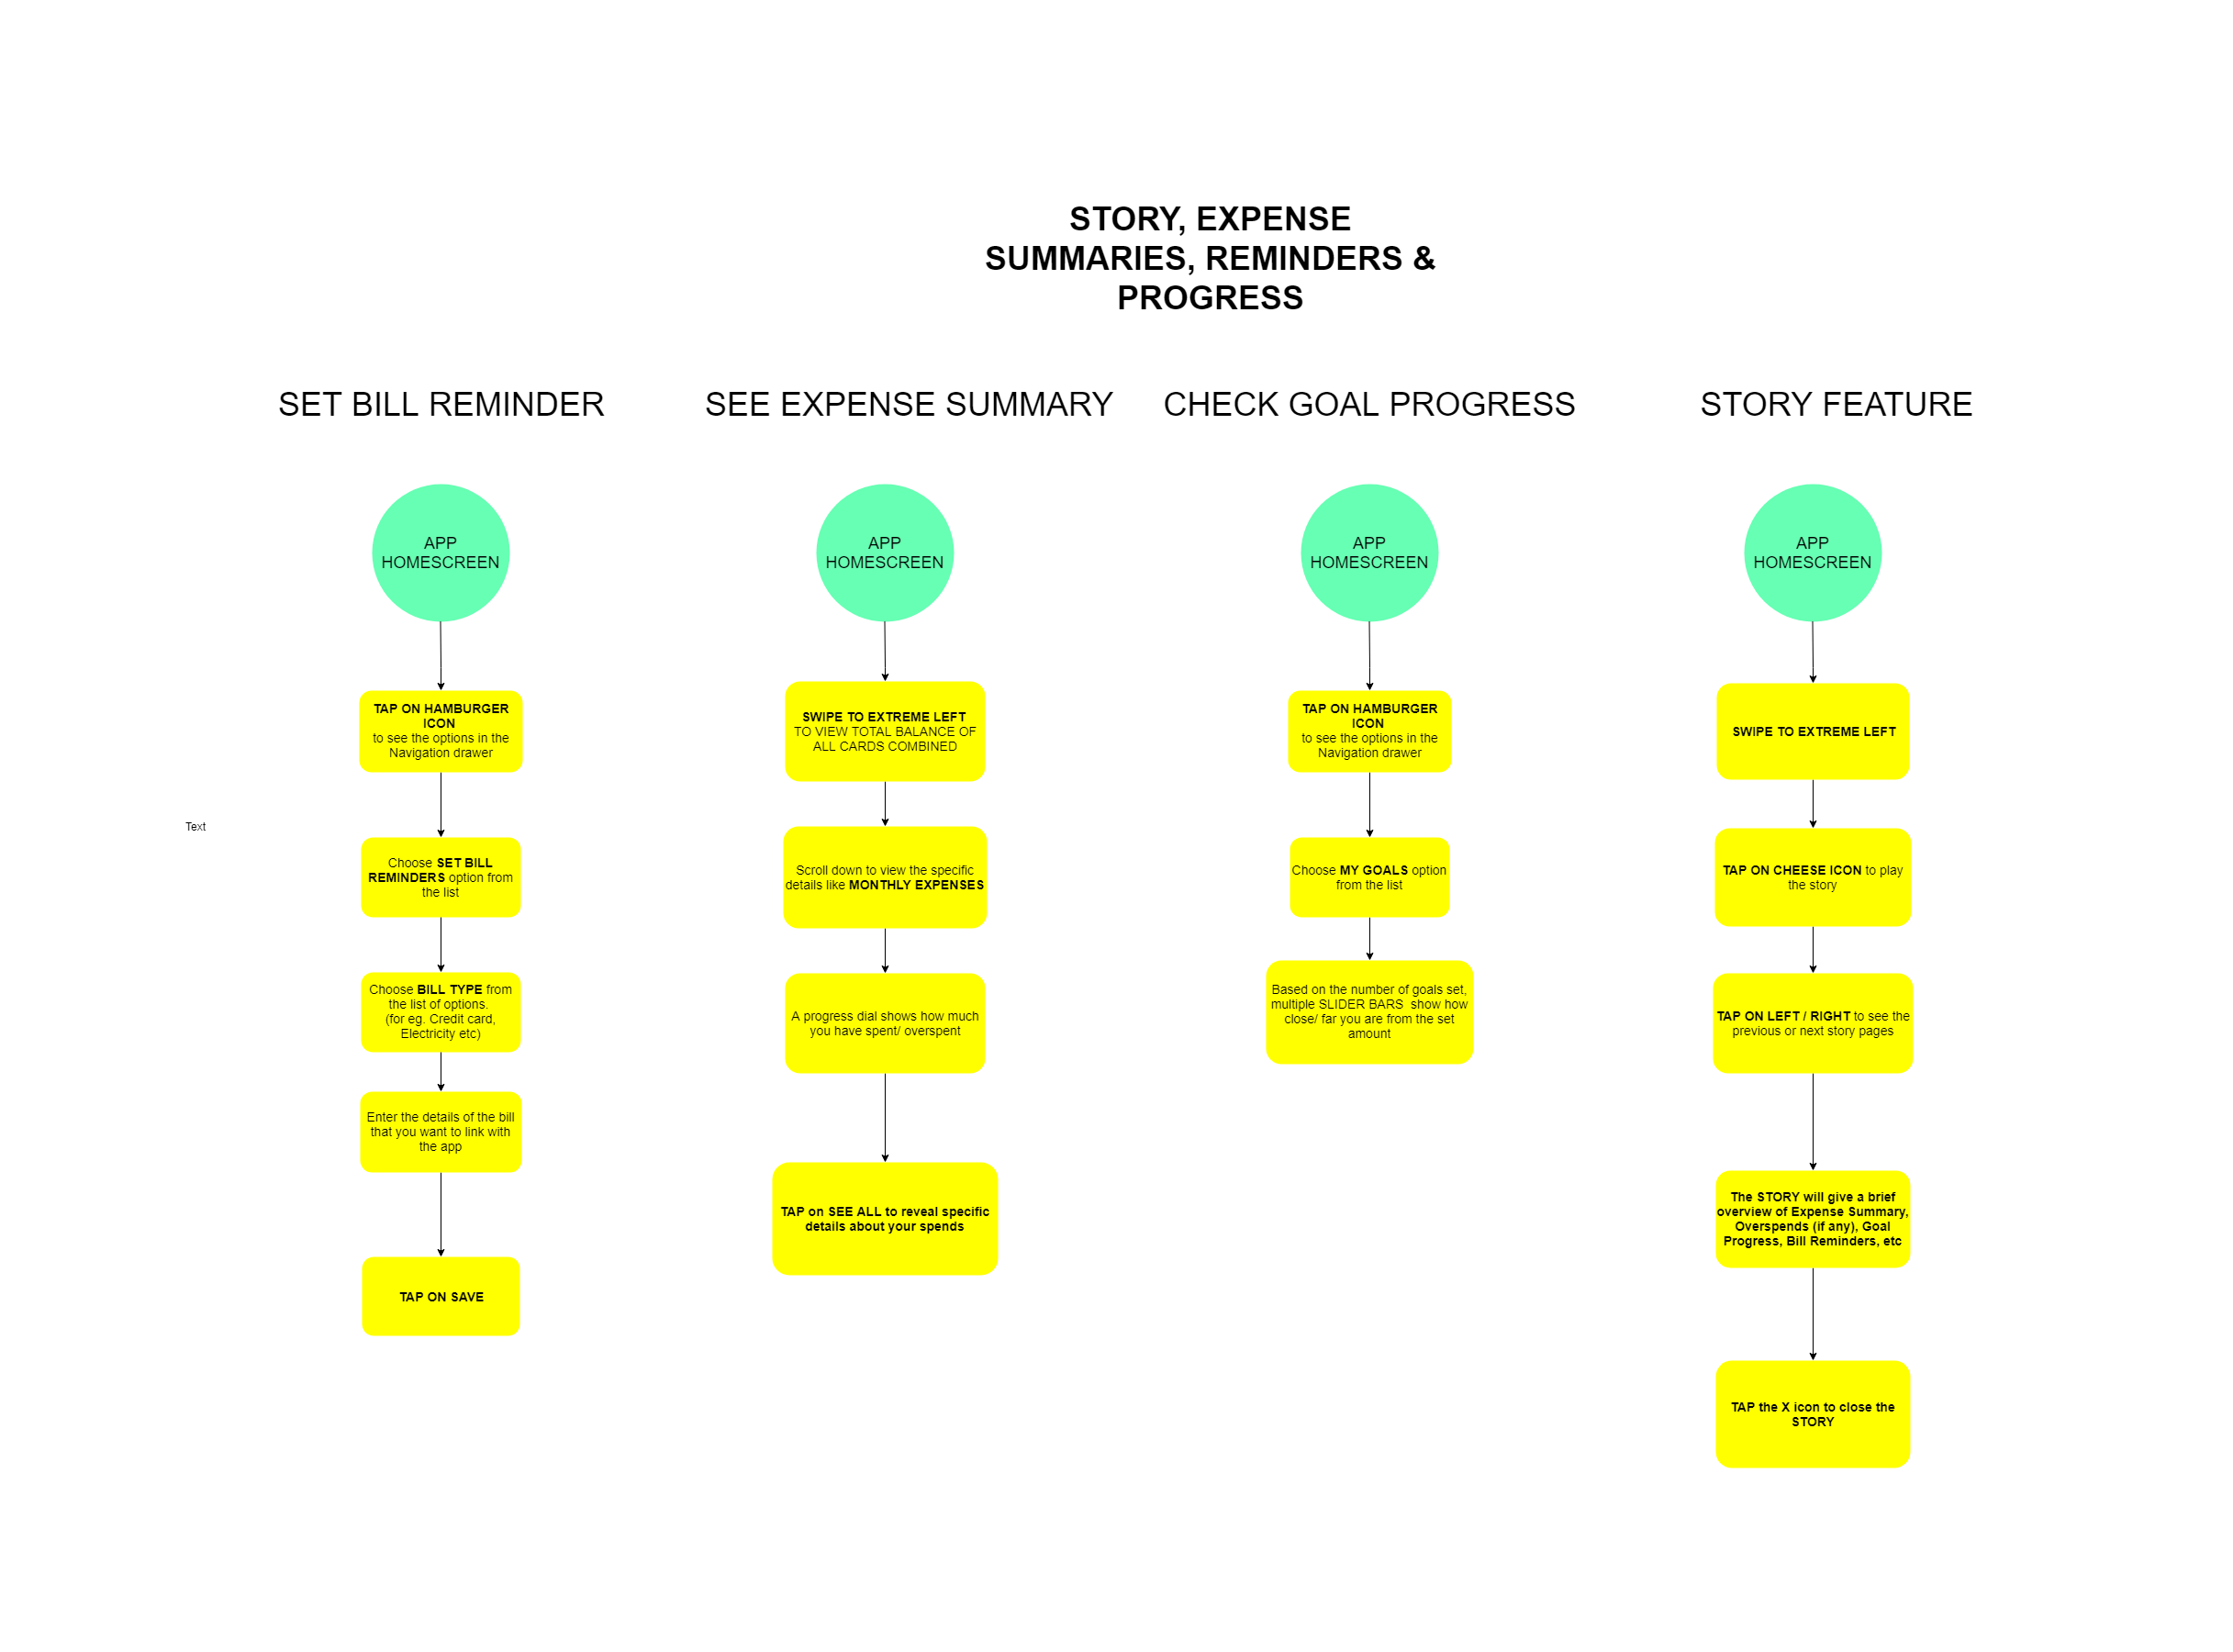 STORY, EXPENSE
SUMMARIES, REMINDERS &
PROGRESS
SET BILL REMINDER
SEE EXPENSE SUMMARY
CHECK GOAL PROGRESS
STORY FEATURE
APP
HOMESCREEN
TAP ON HAMBURGER
ICON
to see the options in the
Navigation drawer
Choose SET BILL
REMINDERS option from
the list
Choose BILL TYPE from
the list of options.
(for eg. Credit card,
Electricity etc)
Enter the details of the bill
that you want to link with
the app
TAP ON SAVE
APP
HOMESCREEN
SWIPE TO EXTREME LEFT
TO VIEW TOTAL BALANCE OF
ALL CARDS COMBINED
Scroll down to view the specific
details like MONTHLY EXPENSES
A progress dial shows how much
you have spent/ overspent
TAP on SEE ALL to reveal specific
details about your spends
APP
HOMESCREEN
TAP ON HAMBURGER
ICON
to see the options in the
Navigation drawer
Choose MY GOALS option
from the list
Based on the number of goals set,
multiple SLIDER BARS  show how
close/ far you are from the set
amount
APP
HOMESCREEN
SWIPE TO EXTREME LEFT
TAP ON CHEESE ICON to play
the story
TAP ON LEFT / RIGHT to see the
previous or next story pages
The STORY will give a brief
overview of Expense Summary,
Overspends (if any), Goal
Progress, Bill Reminders, etc
TAP the X icon to close the
STORY
Text